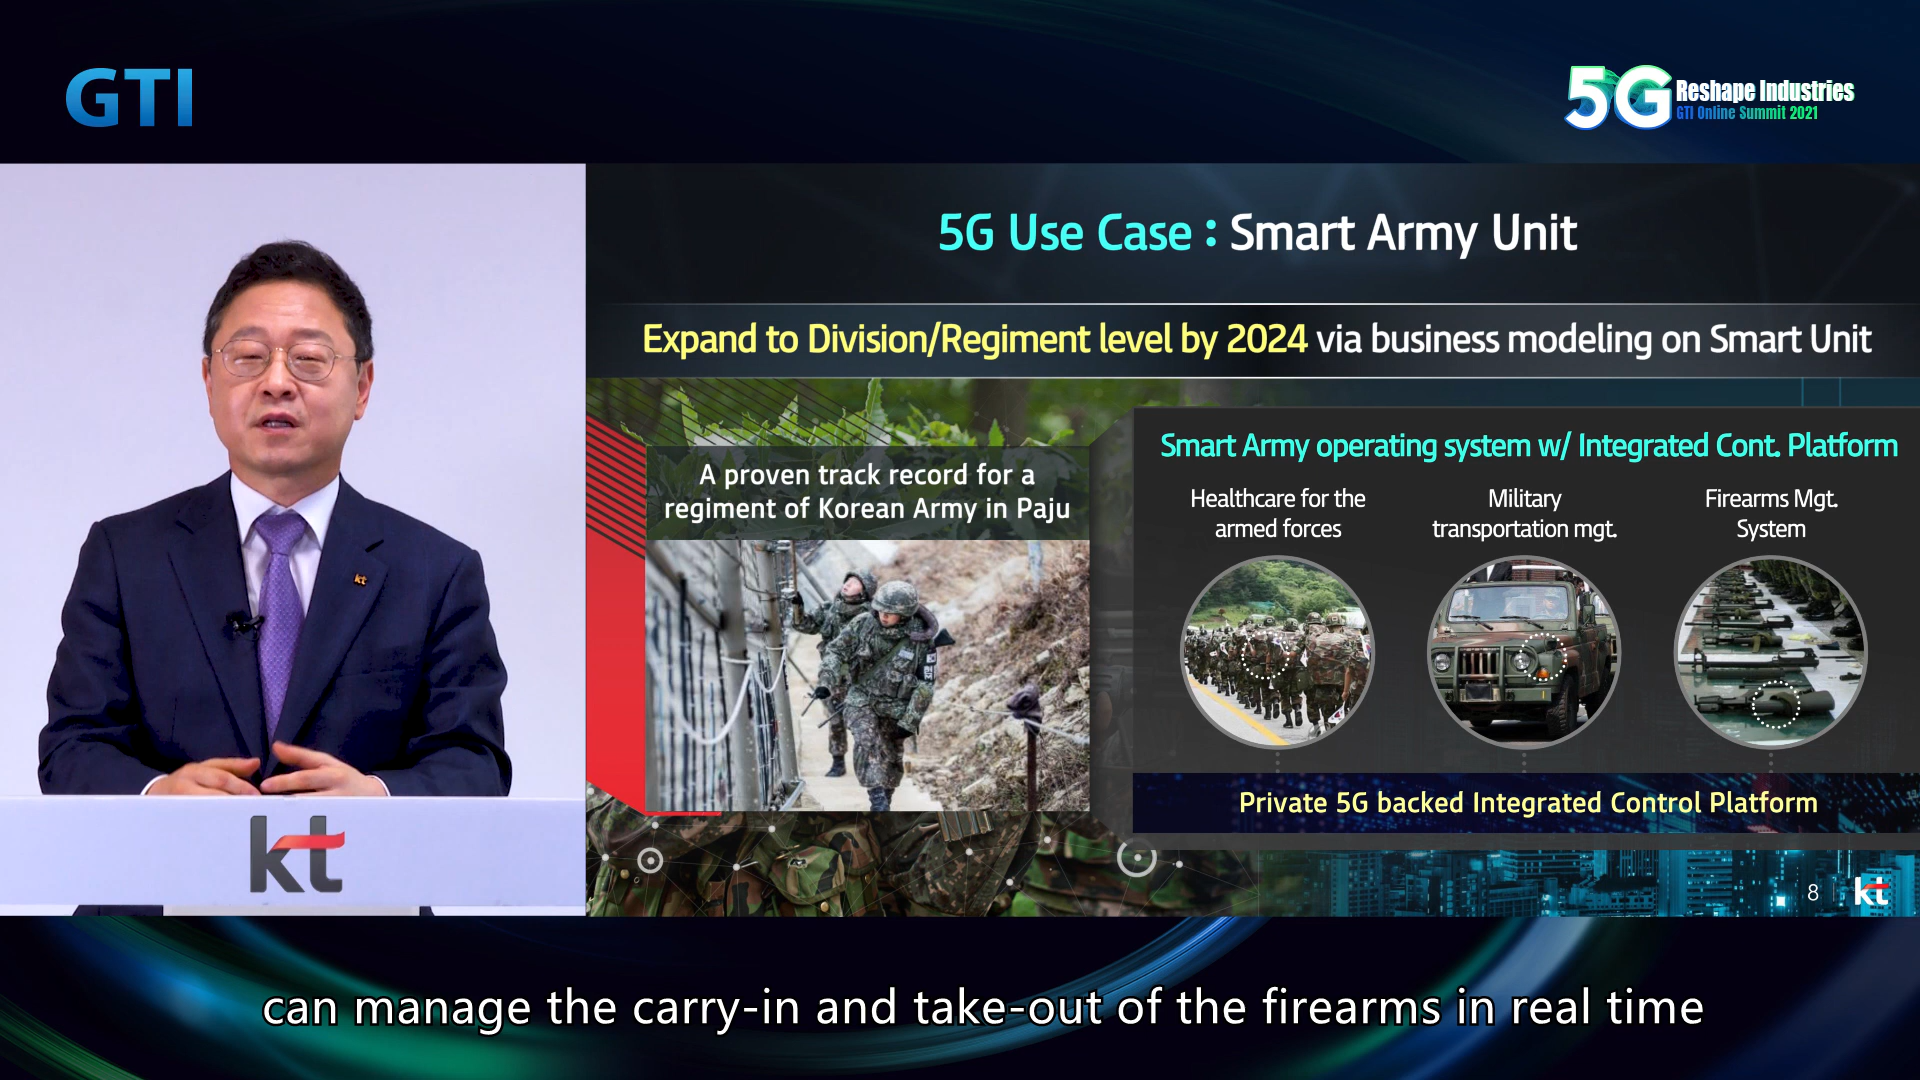 GTI
5G Reshape Industries
GTI Online Summit 2021
5G Use Case : Smart Army Unit
Expand to Division/Regiment level by 2024 via business modeling on Smart Unit
A proven track record for a
regiment of Korean Army in Paju
Smart Army operating system w/ Integrated Cont. Platform
Healthcare for the
armed forces
Military
transportation mgt.
Firearms Mgt.
System
Private 5G backed Integrated Control Platform
kt
kt
8
kt
can manage the carry-in and take-out of the firearms in real time